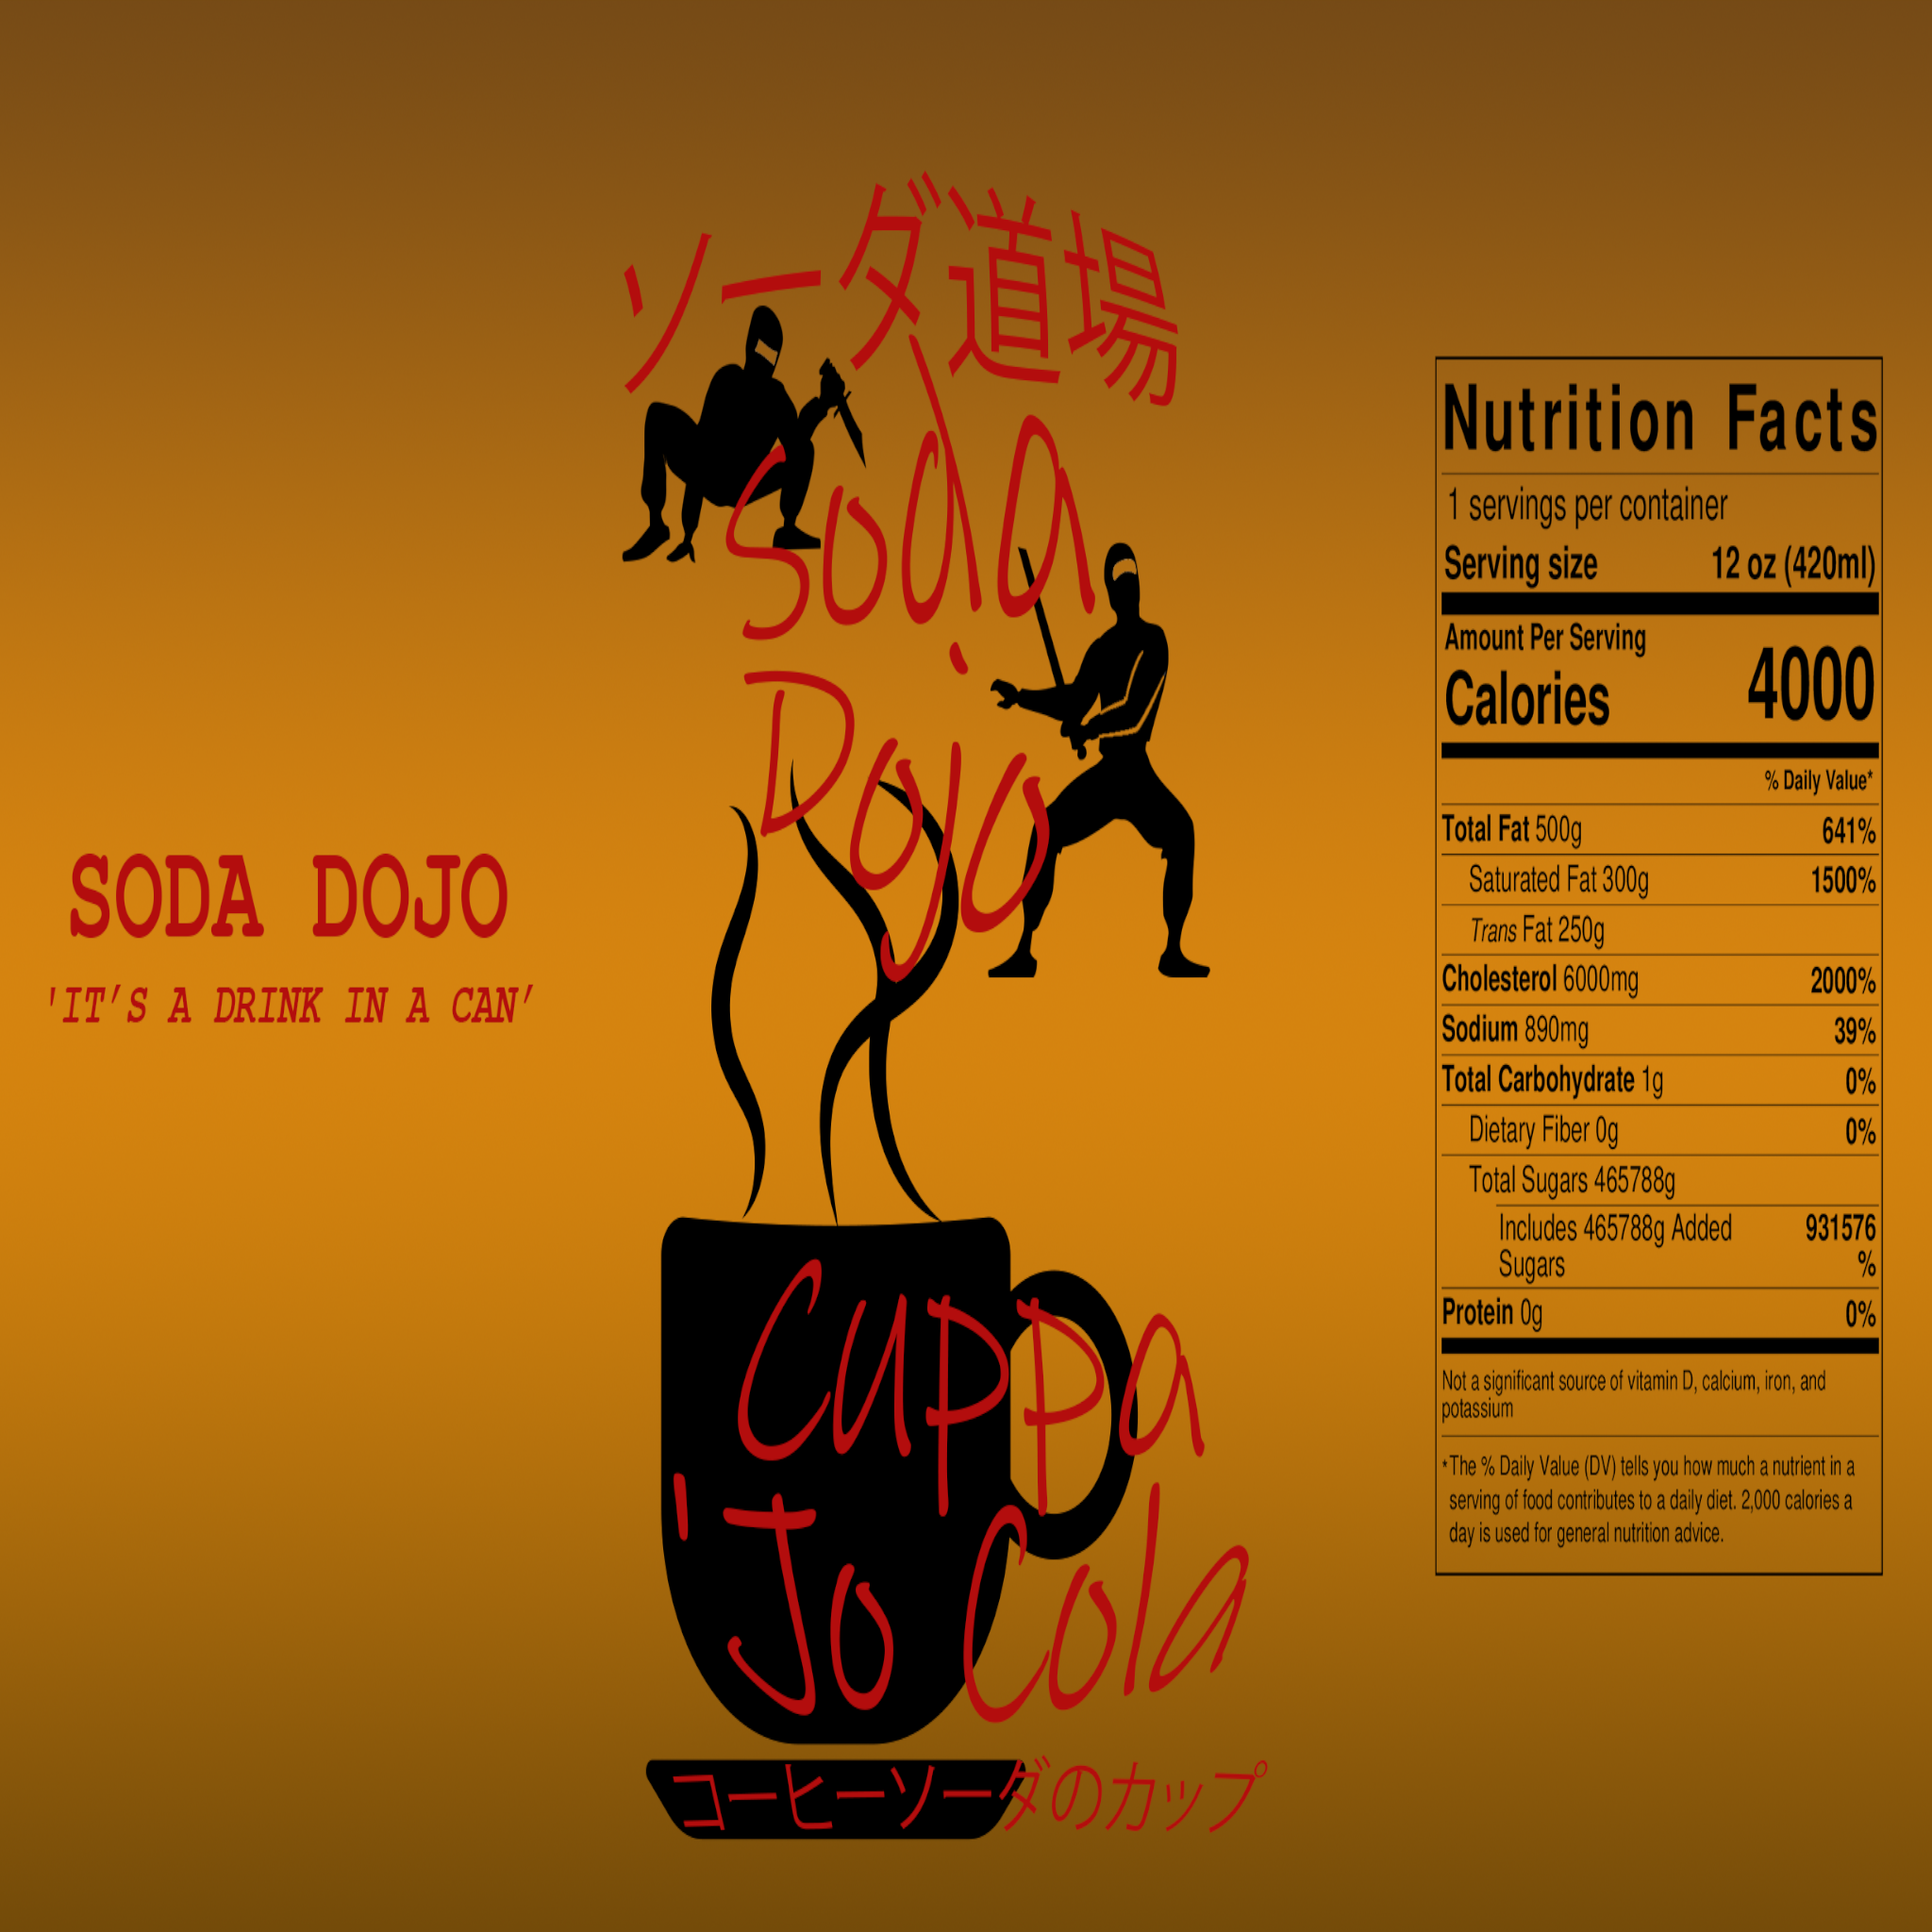 SODA DOJO
'IT'S A DRINK IN A CAN'
ソーダ道場
Soda
Dojo
Cuppa
'Jo Cola
コーヒーソーダのカップ
Nutrition Facts
1 servings per container
Serving size 12 oz (420ml)
Amount Per Serving
Calories 4000
% Daily Value*
Total Fat 500g 641%
Saturated Fat 300g 1500%
Trans Fat 250g
Cholesterol 6000mg 2000%
Sodium 890mg 39%
Total Carbohydrate 1g 0%
Dietary Fiber 0g 0%
Total Sugars 465788g
Includes 465788g Added 931576
Sugars %
Protein 0g 0%
Not a significant source of vitamin D, calcium, iron, and
potassium
*The % Daily Value (DV) tells you how much a nutrient in a
serving of food contributes to a daily diet. 2,000 calories a
day is used for general nutrition advice.